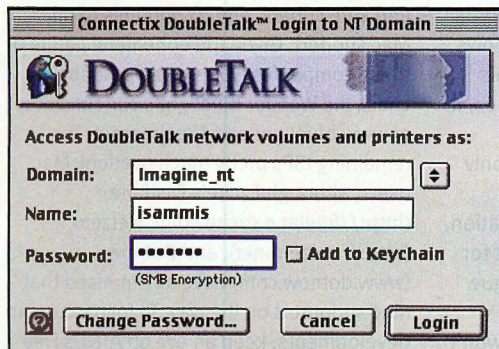 Connectix DoubleTalk™ Login to NT Domain
DOUBLETALK
Access DoubleTalk network volumes and printers as:
Domain: Imagine_nt
Name: isammis
Password: •••••••
Add to Keychain
(SMB Encryption)
Change Password... Cancel Login